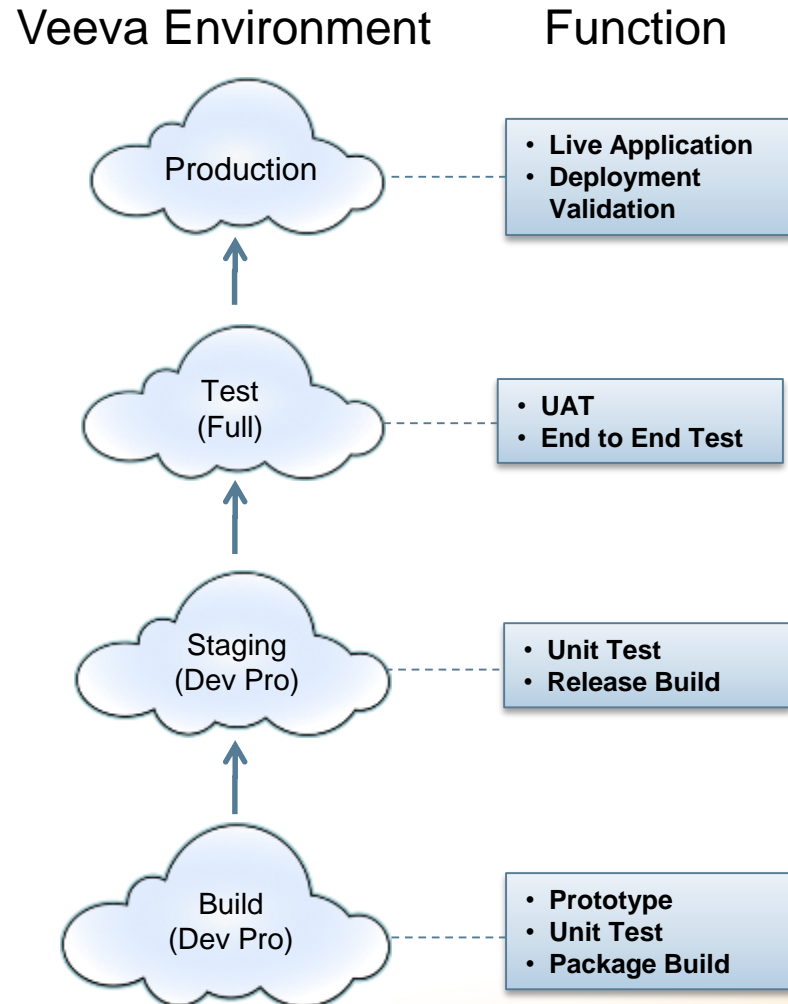 Veeva Environment Function
Production
• Live Application
• Deployment
Validation
Test
(Full)
• UAT
• End to End Test
Staging
(Dev Pro)
• Unit Test
• Release Build
Build
(Dev Pro)
• Prototype
• Unit Test
• Package Build